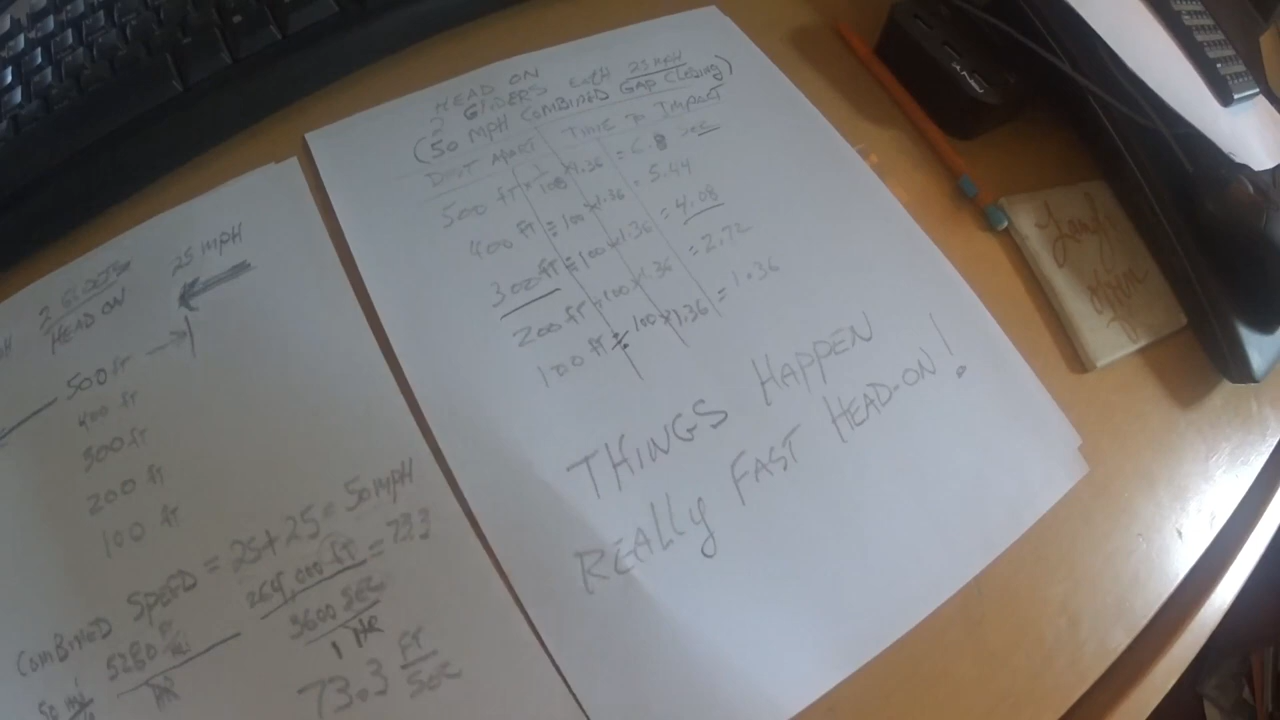 2 GLIDERS
HEAD ON
25 MPH
500 ft
400 ft
300 ft
200 ft
100 ft
COMBINED SPEED = 25 + 25 = 50 MPH
5280
264,000 ft = 73.3
3600 SEC
1 HR
73.3 FT
SEC
HEAD ON
2 GLIDERS each 25 MPH
(50 MPH COMBINED GAP CLOSING)
DIST APART TIME TO IMPACT
500 ft ÷ 100 x 1.36 = 6.8 sec
400 ft ÷ 100 x 1.36 = 5.44
300 ft ÷ 100 x 1.36 = 4.08
200 ft ÷ 100 x 1.36 = 2.72
100 ft ÷ 100 x 1.36 = 1.36
THINGS HAPPEN
REALLY FAST HEAD-ON!